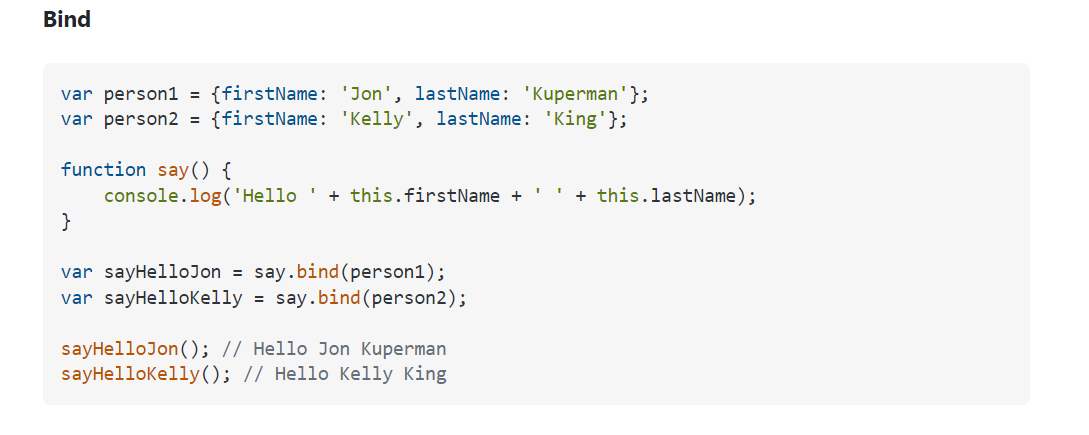 Bind
var person1 = {firstName: 'Jon', lastName: 'Kuperman'};
var person2 = {firstName: 'Kelly', lastName: 'King'};
function say() {
    console.log('Hello ' + this.firstName + ' ' + this.lastName);
}
var sayHelloJon = say.bind(person1);
var sayHelloKelly = say.bind(person2);
sayHelloJon(); // Hello Jon Kuperman
sayHelloKelly(); // Hello Kelly King